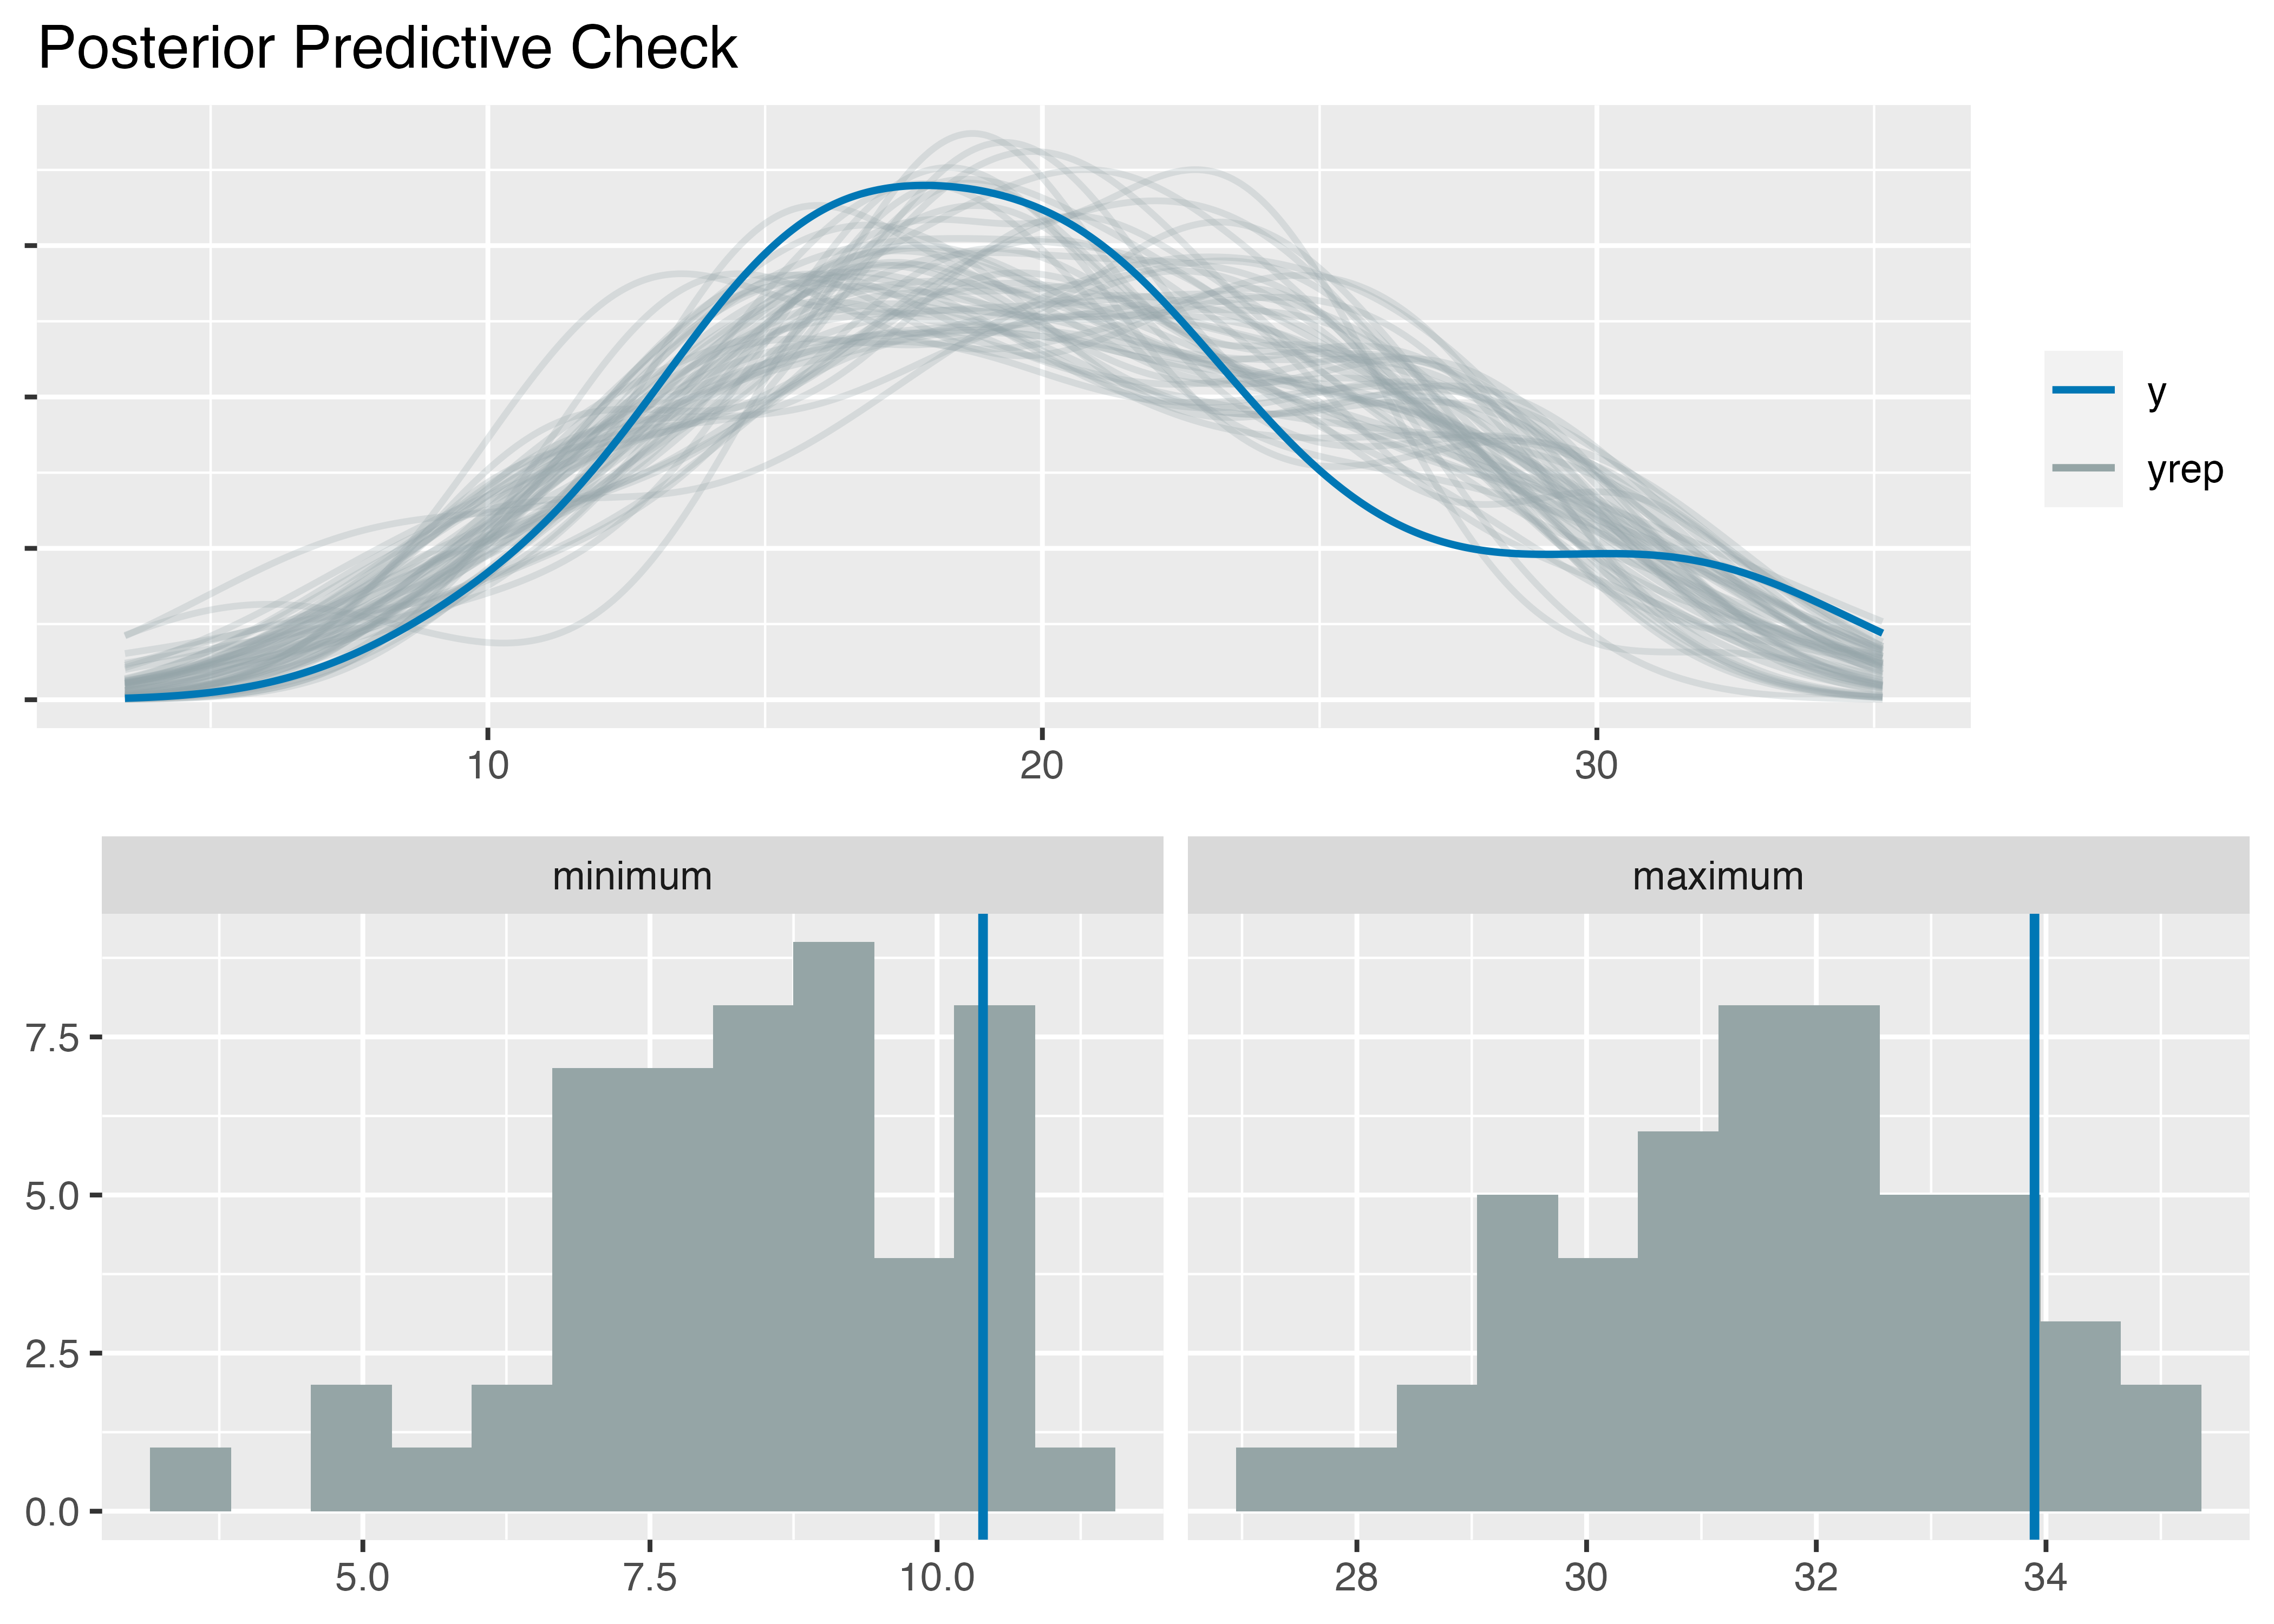 Posterior Predictive Check
y
yrep
10 20 30
minimum maximum
7.5
5.0
2.5
0.0
5.0 7.5 10.0 28 30 32 34